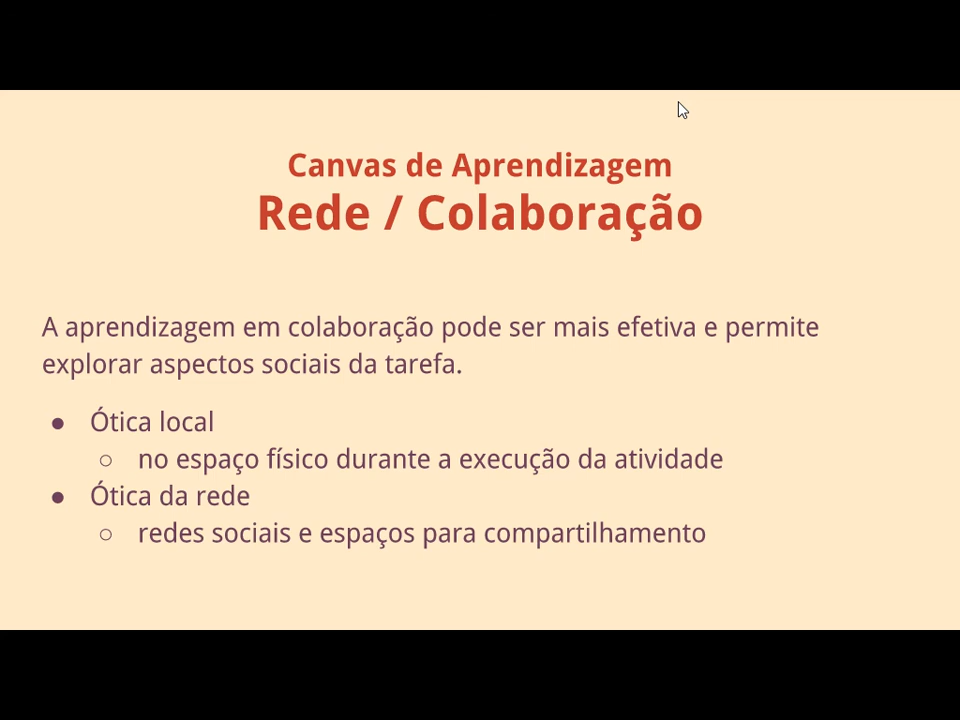 Canvas de Aprendizagem
Rede / Colaboração
A aprendizagem em colaboração pode ser mais efetiva e permite
explorar aspectos sociais da tarefa.
● Ótica local
○ no espaço físico durante a execução da atividade
● Ótica da rede
○ redes sociais e espaços para compartilhamento